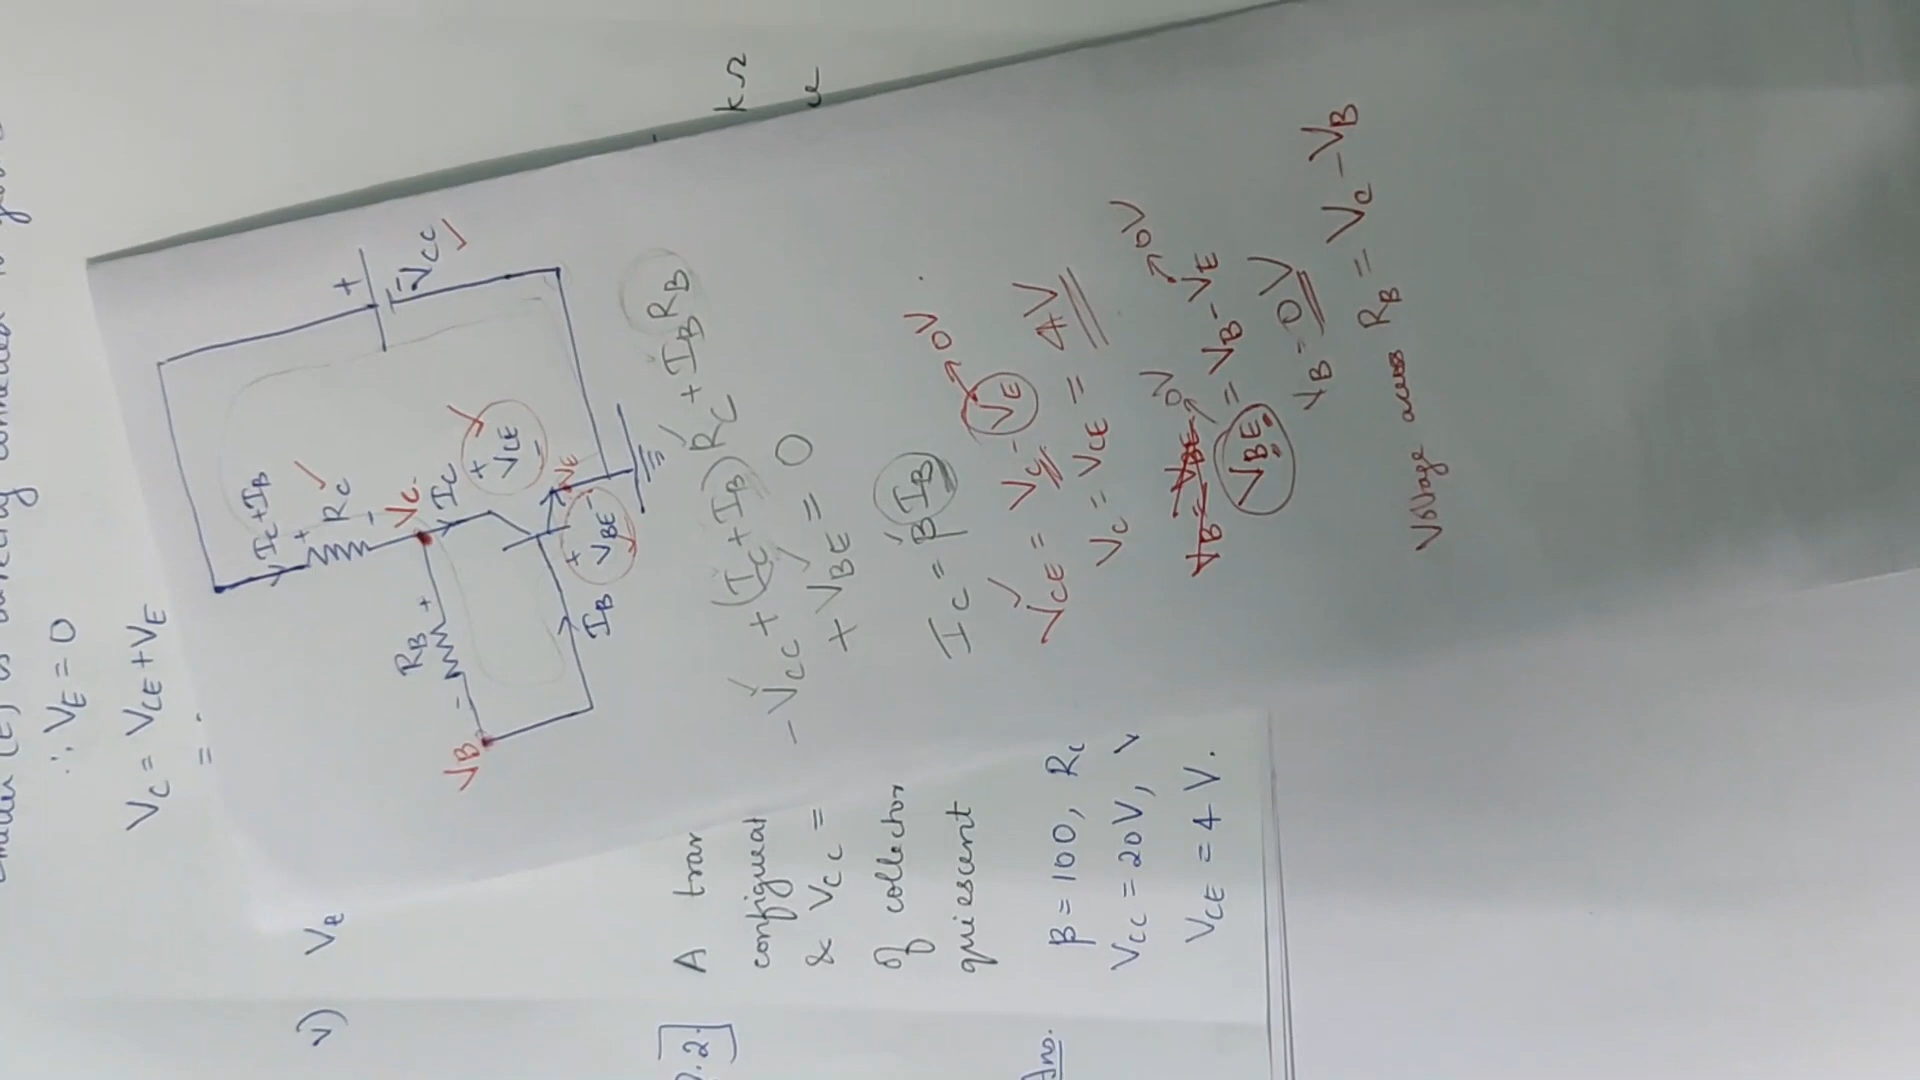 ∴ V_E = 0
V_C = V_CE + V_E
= .
v) V_E
I_C + I_B
+
R_C
-
V_C
I_C
+
V_CE
-
V_E
+
V_BE
-
I_B
R_B
+
-
V_B
+
-
V_CC
-V_CC + (I_C + I_B) R_C + I_B R_B
+ V_BE = 0
I_C = β I_B
V_CE = V_C - V_E → 0V.
V_C = V_CE = 4V
V_BE = V_B - V_E → 0V
V_B = 0V
Voltage across R_B = V_C - V_B
2. A tran
configurat
& V_CC =
of collector
quiescent
kΩ
Ans. β = 100, R_C
V_CC = 20V, V
V_CE = 4 V.